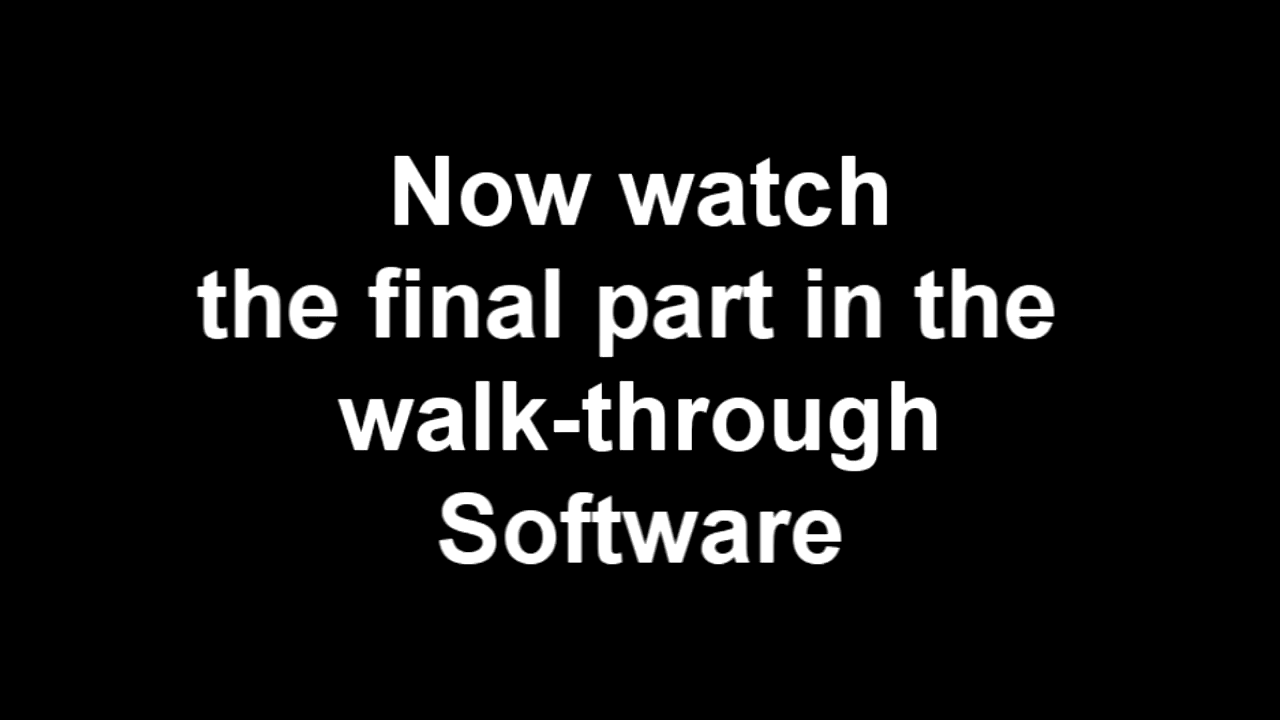 Now watch
the final part in the
walk-through
Software